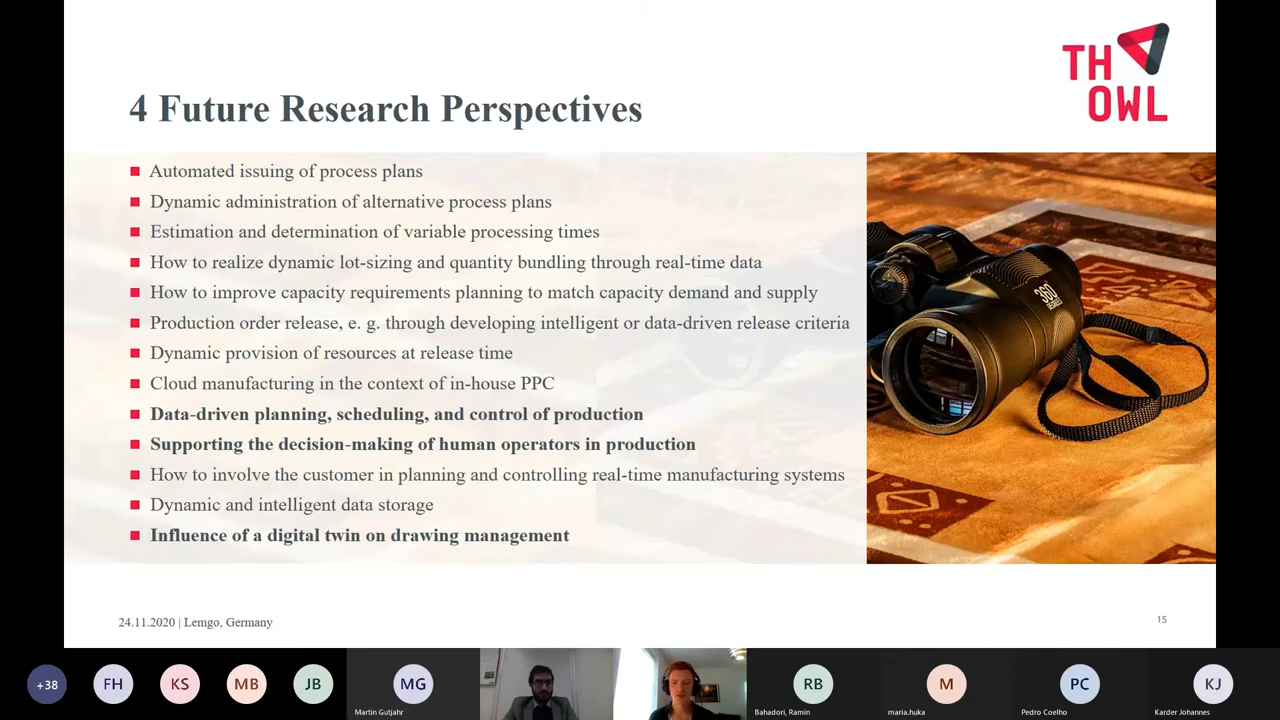 TH
OWL
4 Future Research Perspectives
Automated issuing of process plans
Dynamic administration of alternative process plans
Estimation and determination of variable processing times
How to realize dynamic lot-sizing and quantity bundling through real-time data
How to improve capacity requirements planning to match capacity demand and supply
Production order release, e. g. through developing intelligent or data-driven release criteria
Dynamic provision of resources at release time
Cloud manufacturing in the context of in-house PPC
Data-driven planning, scheduling, and control of production
Supporting the decision-making of human operators in production
How to involve the customer in planning and controlling real-time manufacturing systems
Dynamic and intelligent data storage
Influence of a digital twin on drawing management
360
DEGREES
24.11.2020 | Lemgo, Germany
15
+38 FH KS MB JB MG RB M PC KJ
Martin Gutjahr Bahadori, Ramin maria.huka Pedro Coelho Karder Johannes